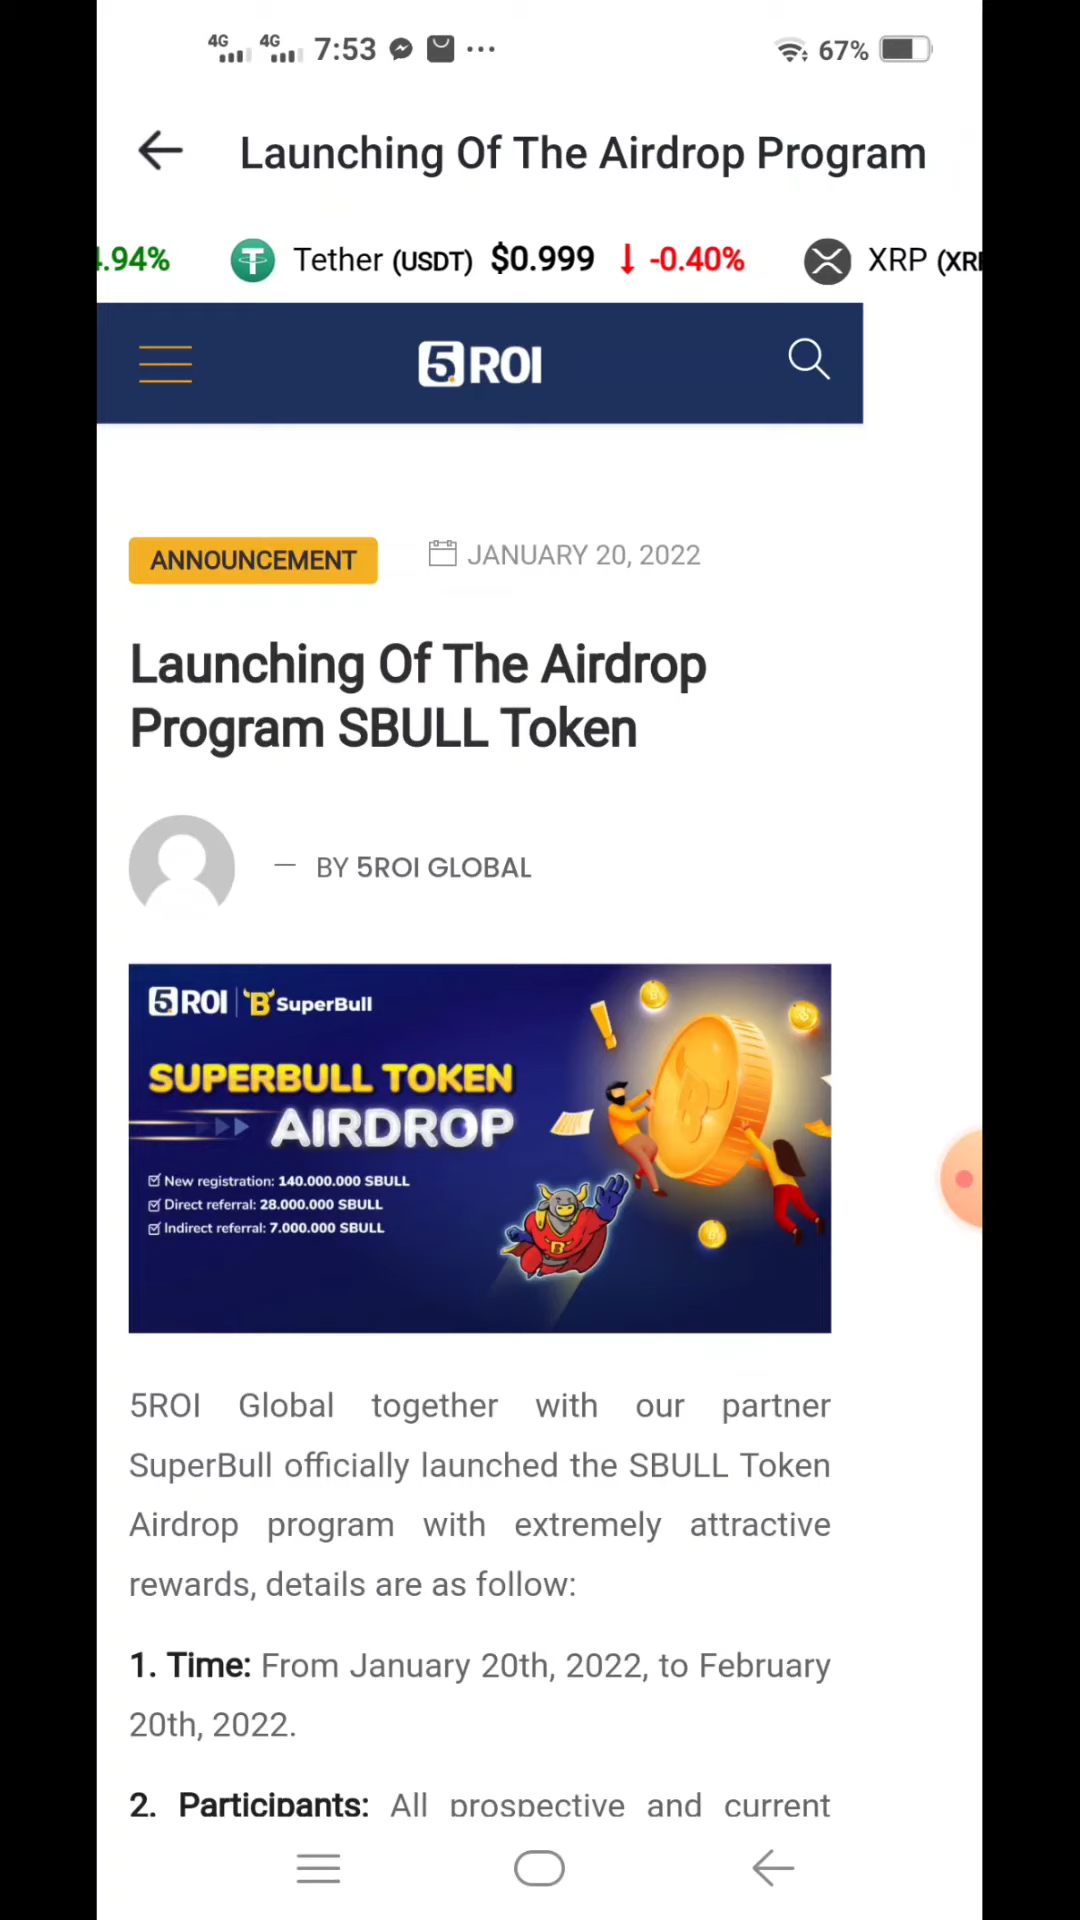 4G 4G 7:53 67%
Launching Of The Airdrop Program
.94% Tether (USDT) $0.999 -0.40% XRP
5ROI
ANNOUNCEMENT JANUARY 20, 2022
Launching Of The Airdrop
Program SBULL Token
— BY 5ROI GLOBAL
5ROI | B SuperBull
SUPERBULL TOKEN
AIRDROP
New registration: 140.000.000 SBULL
Direct referral: 28.000.000 SBULL
Indirect referral: 7.000.000 SBULL
5ROI Global together with our partner
SuperBull officially launched the SBULL Token
Airdrop program with extremely attractive
rewards, details are as follow:
1. Time: From January 20th, 2022, to February
20th, 2022.
2. Participants: All prospective and current